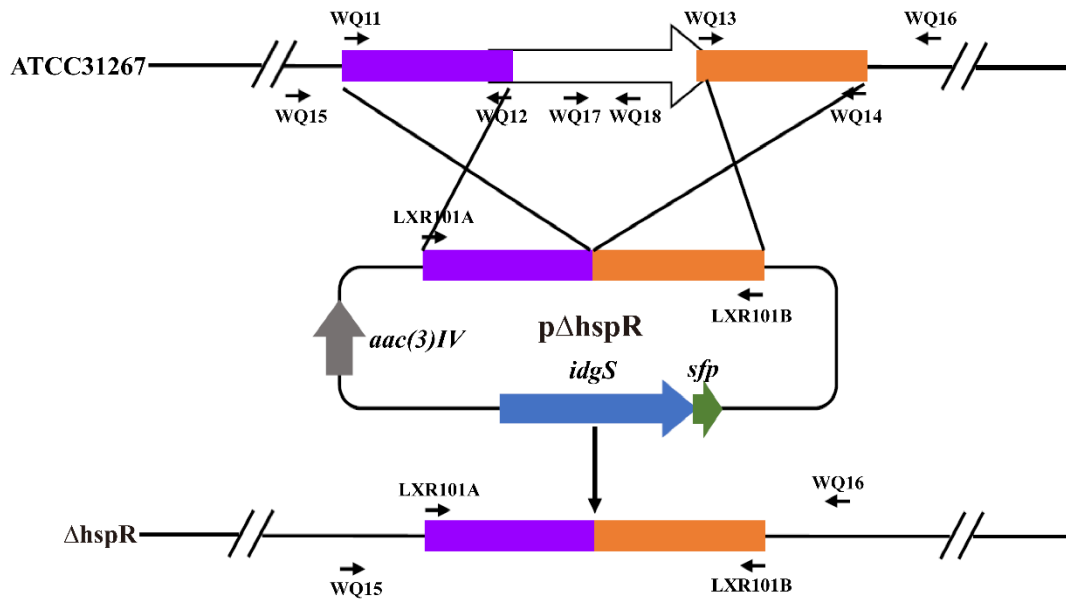 WQ11
WQ13
WQ16
ATCC31267
WQ15
WQ12
WQ17
WQ18
WQ14
LXR101A
LXR101B
aac(3)IV
pΔhspR
idgS
sfp
LXR101A
WQ16
ΔhspR
WQ15
LXR101B